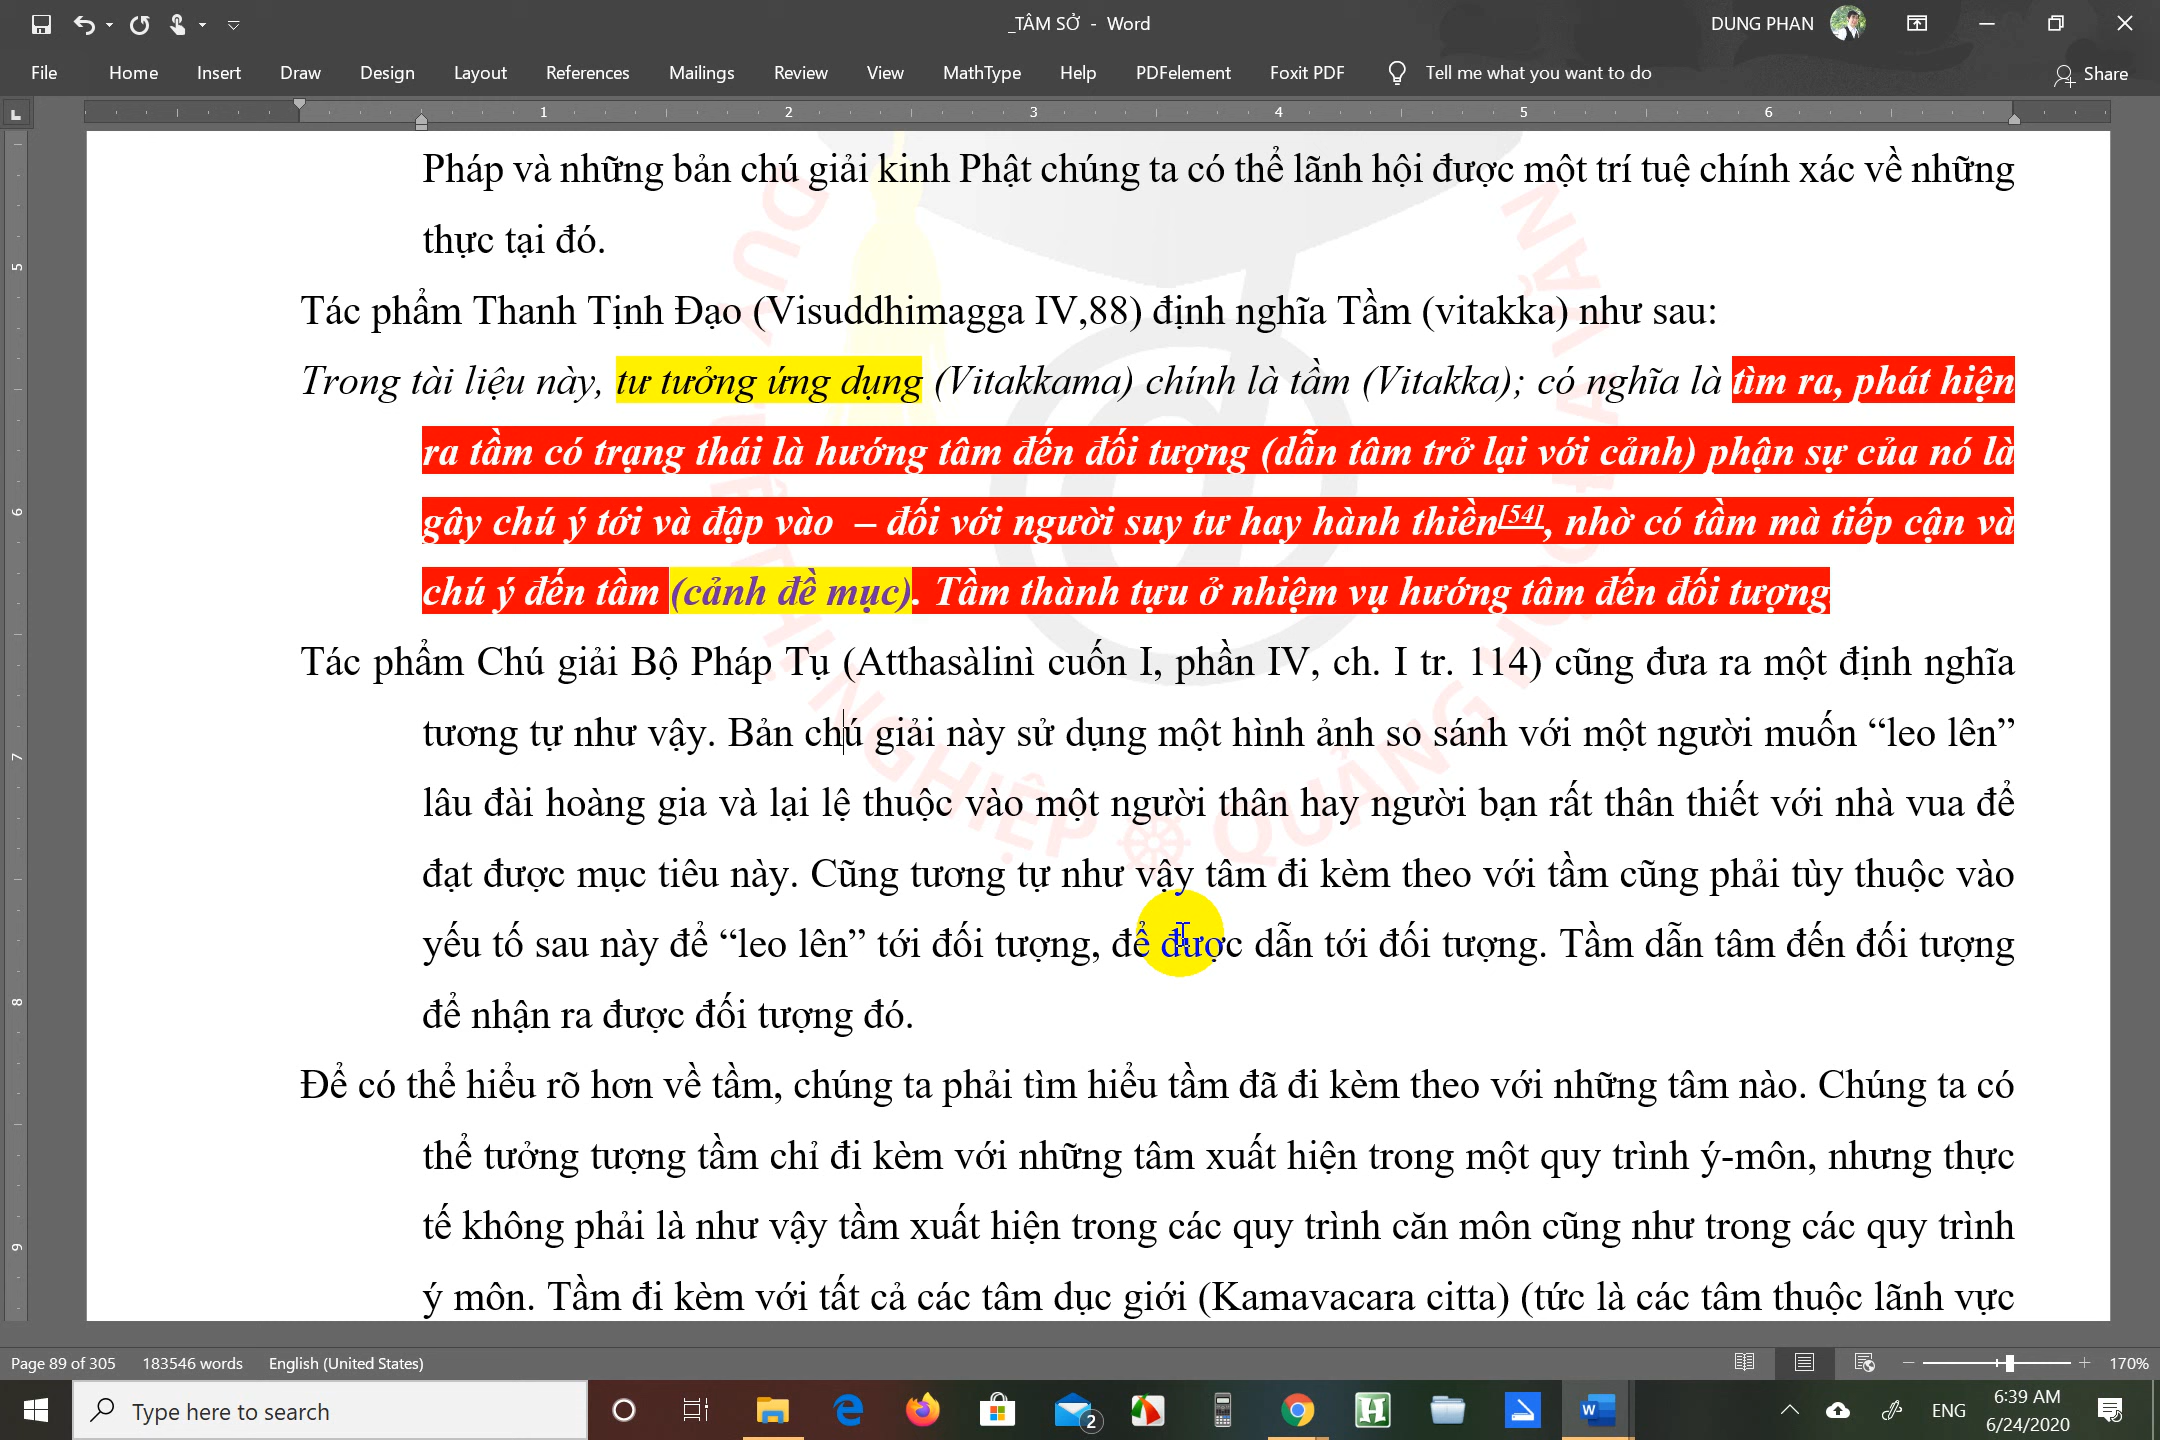 _TÂM SỞ - Word
DUNG PHAN
File Home Insert Draw Design Layout References Mailings Review View MathType Help PDFelement Foxit PDF Tell me what you want to do Share
1 2 3 4 5 6
Pháp và những bản chú giải kinh Phật chúng ta có thể lãnh hội được một trí tuệ chính xác về những
thực tại đó.
Tác phẩm Thanh Tịnh Đạo (Visuddhimagga IV,88) định nghĩa Tầm (vitakka) như sau:
Trong tài liệu này, tư tưởng ứng dụng (Vitakkama) chính là tầm (Vitakka); có nghĩa là tìm ra, phát hiện
ra tầm có trạng thái là hướng tâm đến đối tượng (dẫn tâm trở lại với cảnh) phận sự của nó là
gây chú ý tới và đập vào – đối với người suy tư hay hành thiền[54], nhờ có tầm mà tiếp cận và
chú ý đến tầm (cảnh đề mục). Tầm thành tựu ở nhiệm vụ hướng tâm đến đối tượng
Tác phẩm Chú giải Bộ Pháp Tụ (Atthasàlinì cuốn I, phần IV, ch. I tr. 114) cũng đưa ra một định nghĩa
tương tự như vậy. Bản chú giải này sử dụng một hình ảnh so sánh với một người muốn “leo lên”
lâu đài hoàng gia và lại lệ thuộc vào một người thân hay người bạn rất thân thiết với nhà vua để
đạt được mục tiêu này. Cũng tương tự như vậy tâm đi kèm theo với tầm cũng phải tùy thuộc vào
yếu tố sau này để “leo lên” tới đối tượng, để được dẫn tới đối tượng. Tầm dẫn tâm đến đối tượng
để nhận ra được đối tượng đó.
Để có thể hiểu rõ hơn về tầm, chúng ta phải tìm hiểu tầm đã đi kèm theo với những tâm nào. Chúng ta có
thể tưởng tượng tầm chỉ đi kèm với những tâm xuất hiện trong một quy trình ý-môn, nhưng thực
tế không phải là như vậy tầm xuất hiện trong các quy trình căn môn cũng như trong các quy trình
ý môn. Tầm đi kèm với tất cả các tâm dục giới (Kamavacara citta) (tức là các tâm thuộc lãnh vực
5
6
7
8
9
NGHIỆP
QUẢNG
Page 89 of 305 183546 words English (United States) 170%
Type here to search
2
ENG
6:39 AM
6/24/2020